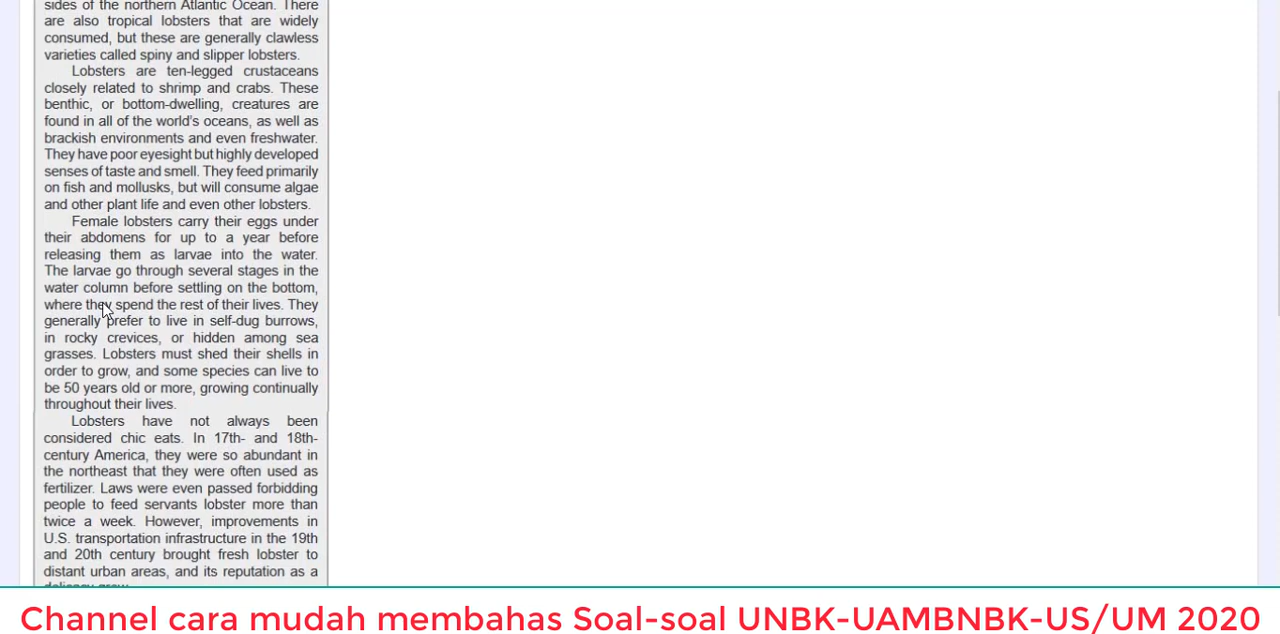 sides of the northern Atlantic Ocean. There
are also tropical lobsters that are widely
consumed, but these are generally clawless
varieties called spiny and slipper lobsters.
Lobsters are ten-legged crustaceans
closely related to shrimp and crabs. These
benthic, or bottom-dwelling, creatures are
found in all of the world's oceans, as well as
brackish environments and even freshwater.
They have poor eyesight but highly developed
senses of taste and smell. They feed primarily
on fish and mollusks, but will consume algae
and other plant life and even other lobsters.
Female lobsters carry their eggs under
their abdomens for up to a year before
releasing them as larvae into the water.
The larvae go through several stages in the
water column before settling on the bottom,
where they spend the rest of their lives. They
generally prefer to live in self-dug burrows,
in rocky crevices, or hidden among sea
grasses. Lobsters must shed their shells in
order to grow, and some species can live to
be 50 years old or more, growing continually
throughout their lives.
Lobsters have not always been
considered chic eats. In 17th- and 18th-
century America, they were so abundant in
the northeast that they were often used as
fertilizer. Laws were even passed forbidding
people to feed servants lobster more than
twice a week. However, improvements in
U.S. transportation infrastructure in the 19th
and 20th century brought fresh lobster to
distant urban areas, and its reputation as a
Channel cara mudah membahas Soal-soal UNBK-UAMBNBK-US/UM 2020